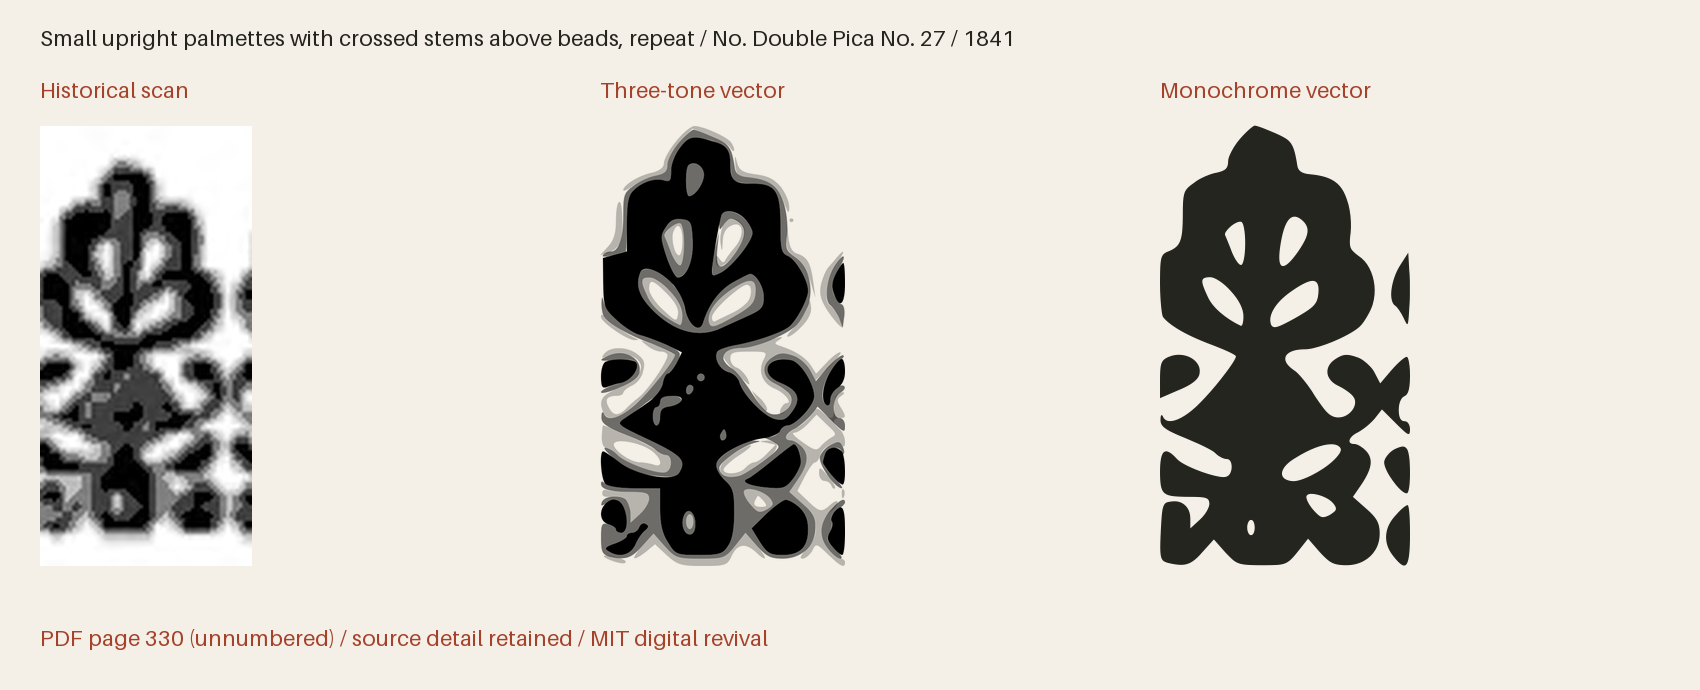 Small upright palmettes with crossed stems above beads, repeat / No. Double Pica No. 27 / 1841
Historical scan
Three-tone vector
Monochrome vector
PDF page 330 (unnumbered) / source detail retained / MIT digital revival